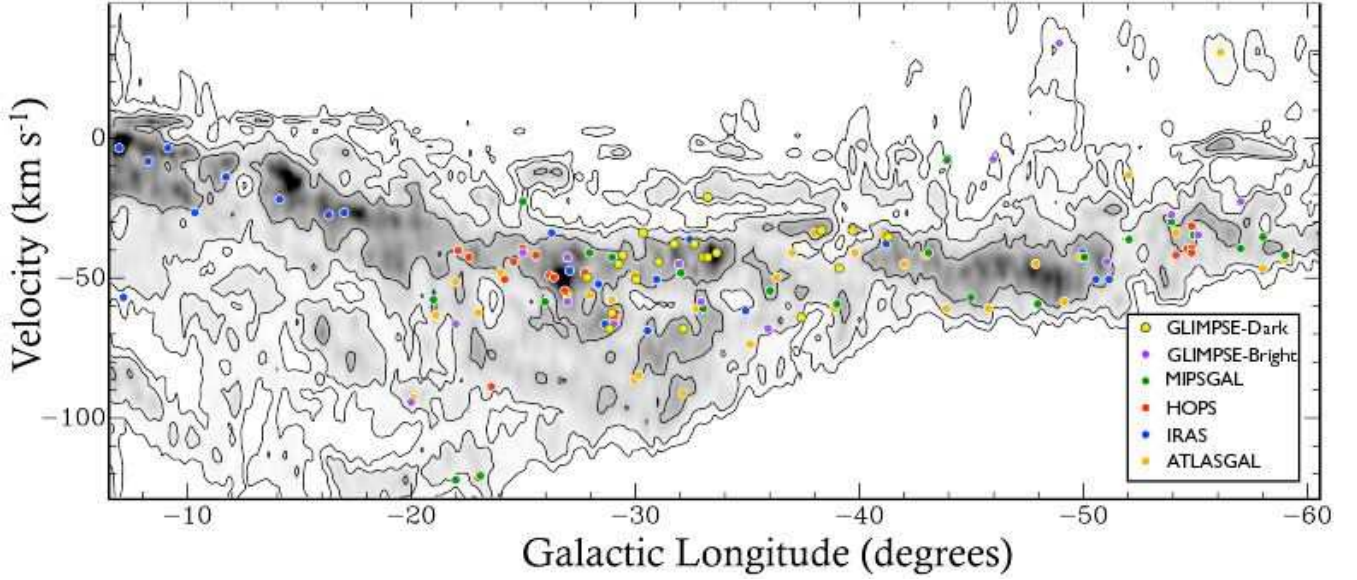 Velocity (km s-1)
0
−50
−100
GLIMPSE-Dark
GLIMPSE-Bright
MIPSGAL
HOPS
IRAS
ATLASGAL
−10 −20 −30 −40 −50 −60
Galactic Longitude (degrees)